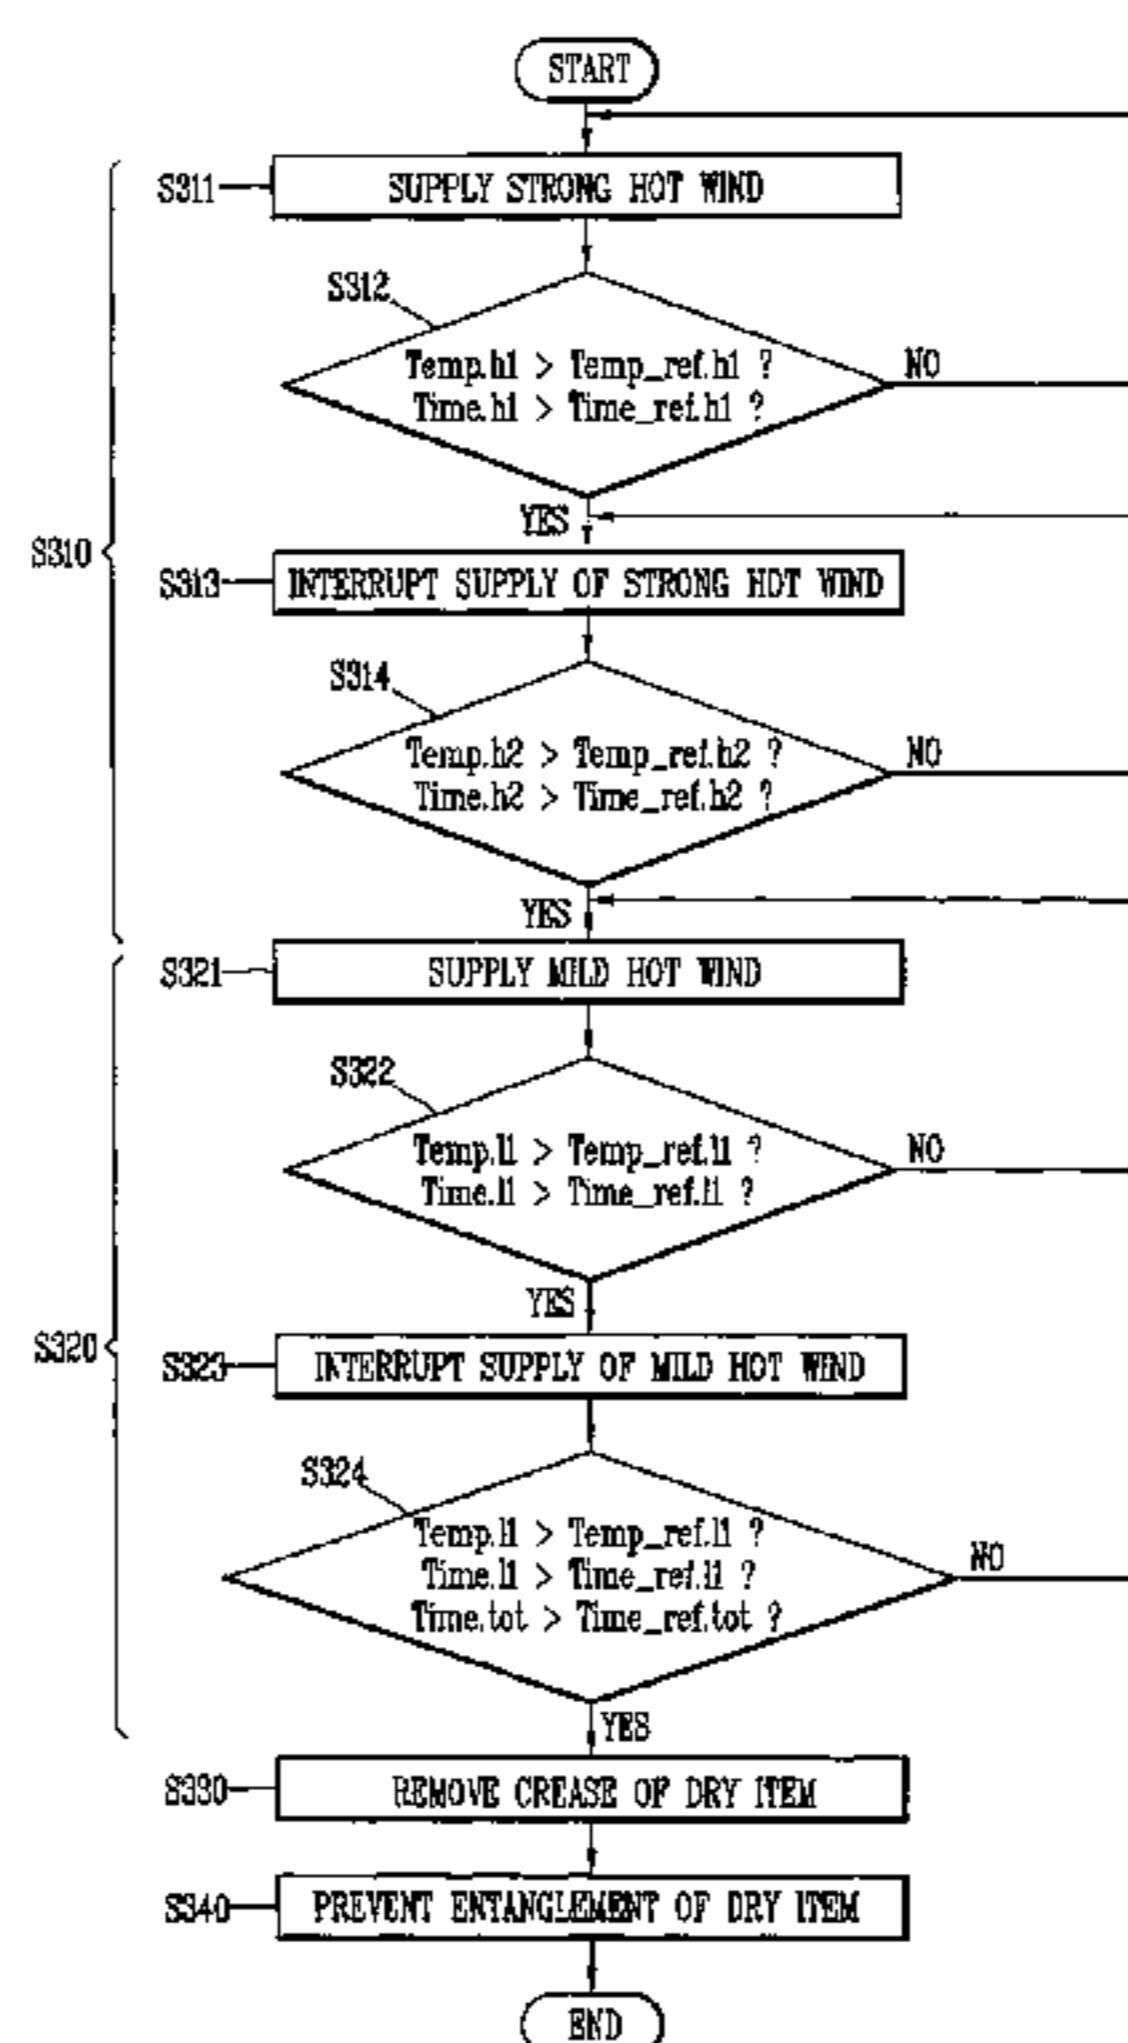 START
S311
SUPPLY STRONG HOT WIND
S312
Temp.h1 > Temp_ref.h1 ?
Time.h1 > Time_ref.h1 ?
NO
YES
S310
S313
INTERRUPT SUPPLY OF STRONG HOT WIND
S314
Temp.h2 > Temp_ref.h2 ?
Time.h2 > Time_ref.h2 ?
NO
YES
S321
SUPPLY MILD HOT WIND
S322
Temp.l1 > Temp_ref.l1 ?
Time.l1 > Time_ref.l1 ?
NO
YES
S320
S323
INTERRUPT SUPPLY OF MILD HOT WIND
S324
Temp.l1 > Temp_ref.l1 ?
Time.l1 > Time_ref.l1 ?
Time.tot > Time_ref.tot ?
NO
YES
S330
REMOVE CREASE OF DRY ITEM
S340
PREVENT ENTANGLEMENT OF DRY ITEM
END